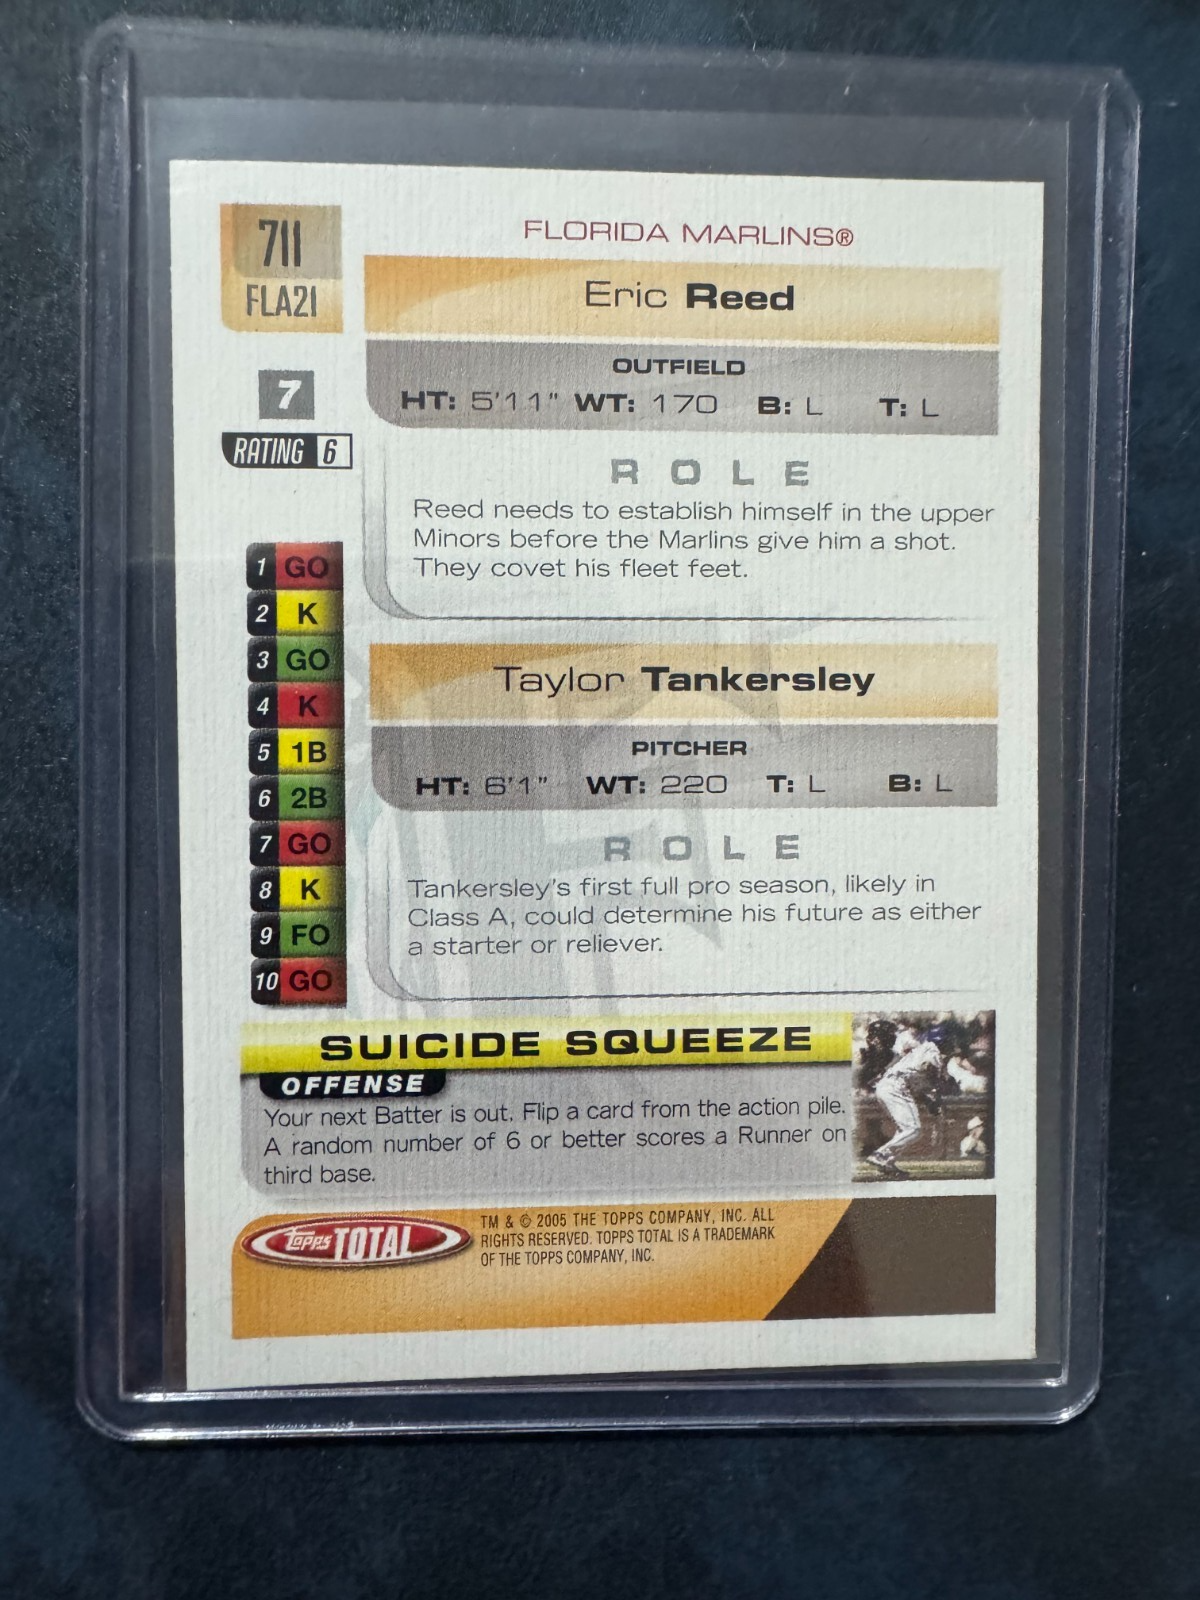 711
FLA21
FLORIDA MARLINS®
Eric Reed
OUTFIELD
HT: 5'11" WT: 170 B: L T: L
7
RATING 6
ROLE
Reed needs to establish himself in the upper
Minors before the Marlins give him a shot.
They covet his fleet feet.
1 GO
2 K
3 GO
4 K
5 1B
6 2B
7 GO
8 K
9 FO
10 GO
Taylor Tankersley
PITCHER
HT: 6'1" WT: 220 T: L B: L
ROLE
Tankersley's first full pro season, likely in
Class A, could determine his future as either
a starter or reliever.
SUICIDE SQUEEZE
OFFENSE
Your next Batter is out. Flip a card from the action pile.
A random number of 6 or better scores a Runner on
third base.
Topps TOTAL
TM & © 2005 THE TOPPS COMPANY, INC. ALL
RIGHTS RESERVED. TOPPS TOTAL IS A TRADEMARK
OF THE TOPPS COMPANY, INC.